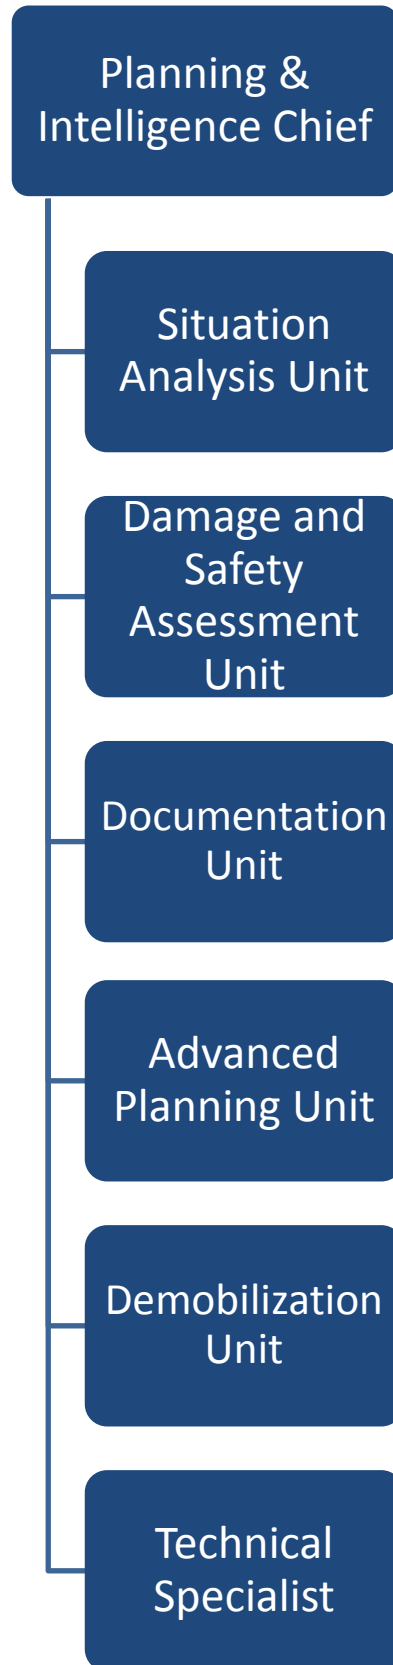 Planning &
Intelligence Chief
Situation
Analysis Unit
Damage and
Safety
Assessment
Unit
Documentation
Unit
Advanced
Planning Unit
Demobilization
Unit
Technical
Specialist